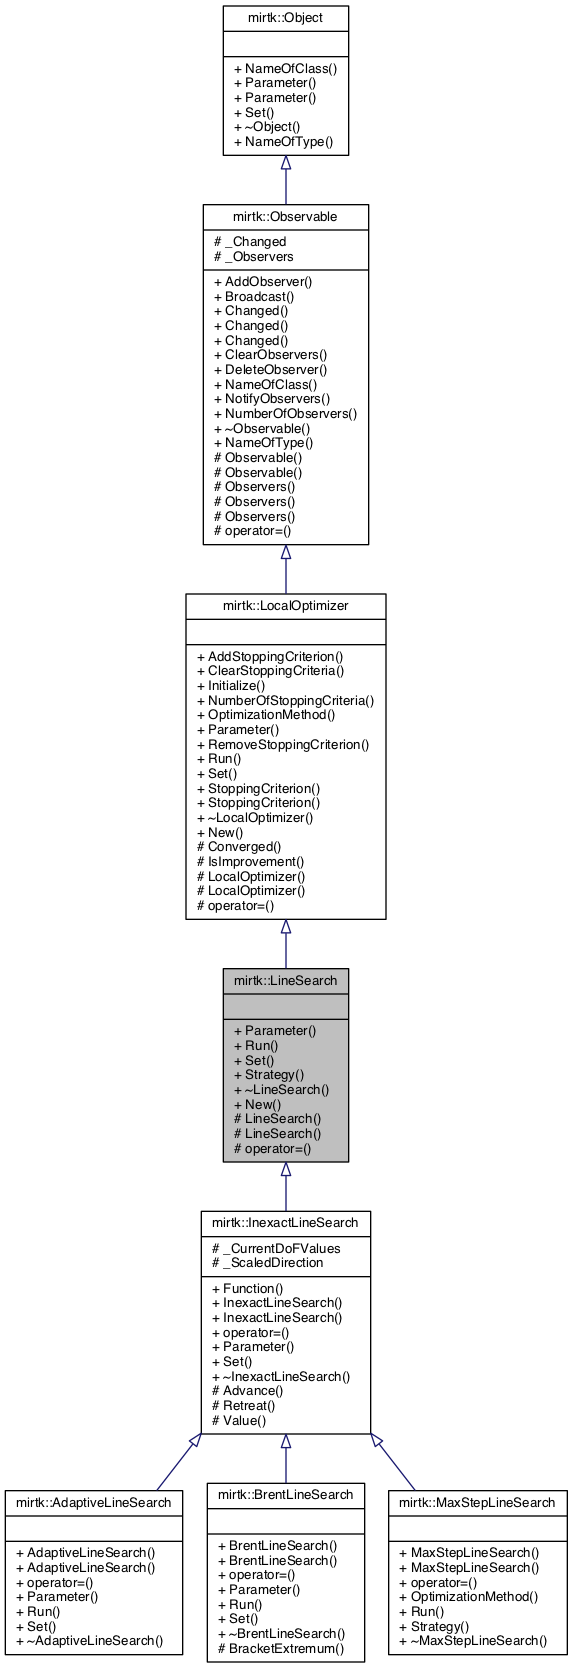 mirtk::Object
+ NameOfClass()
+ Parameter()
+ Parameter()
+ Set()
+ ~Object()
+ NameOfType()
mirtk::Observable
# _Changed
# _Observers
+ AddObserver()
+ Broadcast()
+ Changed()
+ Changed()
+ Changed()
+ ClearObservers()
+ DeleteObserver()
+ NameOfClass()
+ NotifyObservers()
+ NumberOfObservers()
+ ~Observable()
+ NameOfType()
# Observable()
# Observable()
# Observers()
# Observers()
# Observers()
# operator=()
mirtk::LocalOptimizer
+ AddStoppingCriterion()
+ ClearStoppingCriteria()
+ Initialize()
+ NumberOfStoppingCriteria()
+ OptimizationMethod()
+ Parameter()
+ RemoveStoppingCriterion()
+ Run()
+ Set()
+ StoppingCriterion()
+ StoppingCriterion()
+ ~LocalOptimizer()
+ New()
# Converged()
# IsImprovement()
# LocalOptimizer()
# LocalOptimizer()
# operator=()
mirtk::LineSearch
+ Parameter()
+ Run()
+ Set()
+ Strategy()
+ ~LineSearch()
+ New()
# LineSearch()
# LineSearch()
# operator=()
mirtk::InexactLineSearch
# _CurrentDoFValues
# _ScaledDirection
+ Function()
+ InexactLineSearch()
+ InexactLineSearch()
+ operator=()
+ Parameter()
+ Set()
+ ~InexactLineSearch()
# Advance()
# Retreat()
# Value()
mirtk::AdaptiveLineSearch
+ AdaptiveLineSearch()
+ AdaptiveLineSearch()
+ operator=()
+ Parameter()
+ Run()
+ Set()
+ ~AdaptiveLineSearch()
mirtk::BrentLineSearch
+ BrentLineSearch()
+ BrentLineSearch()
+ operator=()
+ Parameter()
+ Run()
+ Set()
+ ~BrentLineSearch()
# BracketExtremum()
mirtk::MaxStepLineSearch
+ MaxStepLineSearch()
+ MaxStepLineSearch()
+ operator=()
+ OptimizationMethod()
+ Run()
+ Strategy()
+ ~MaxStepLineSearch()